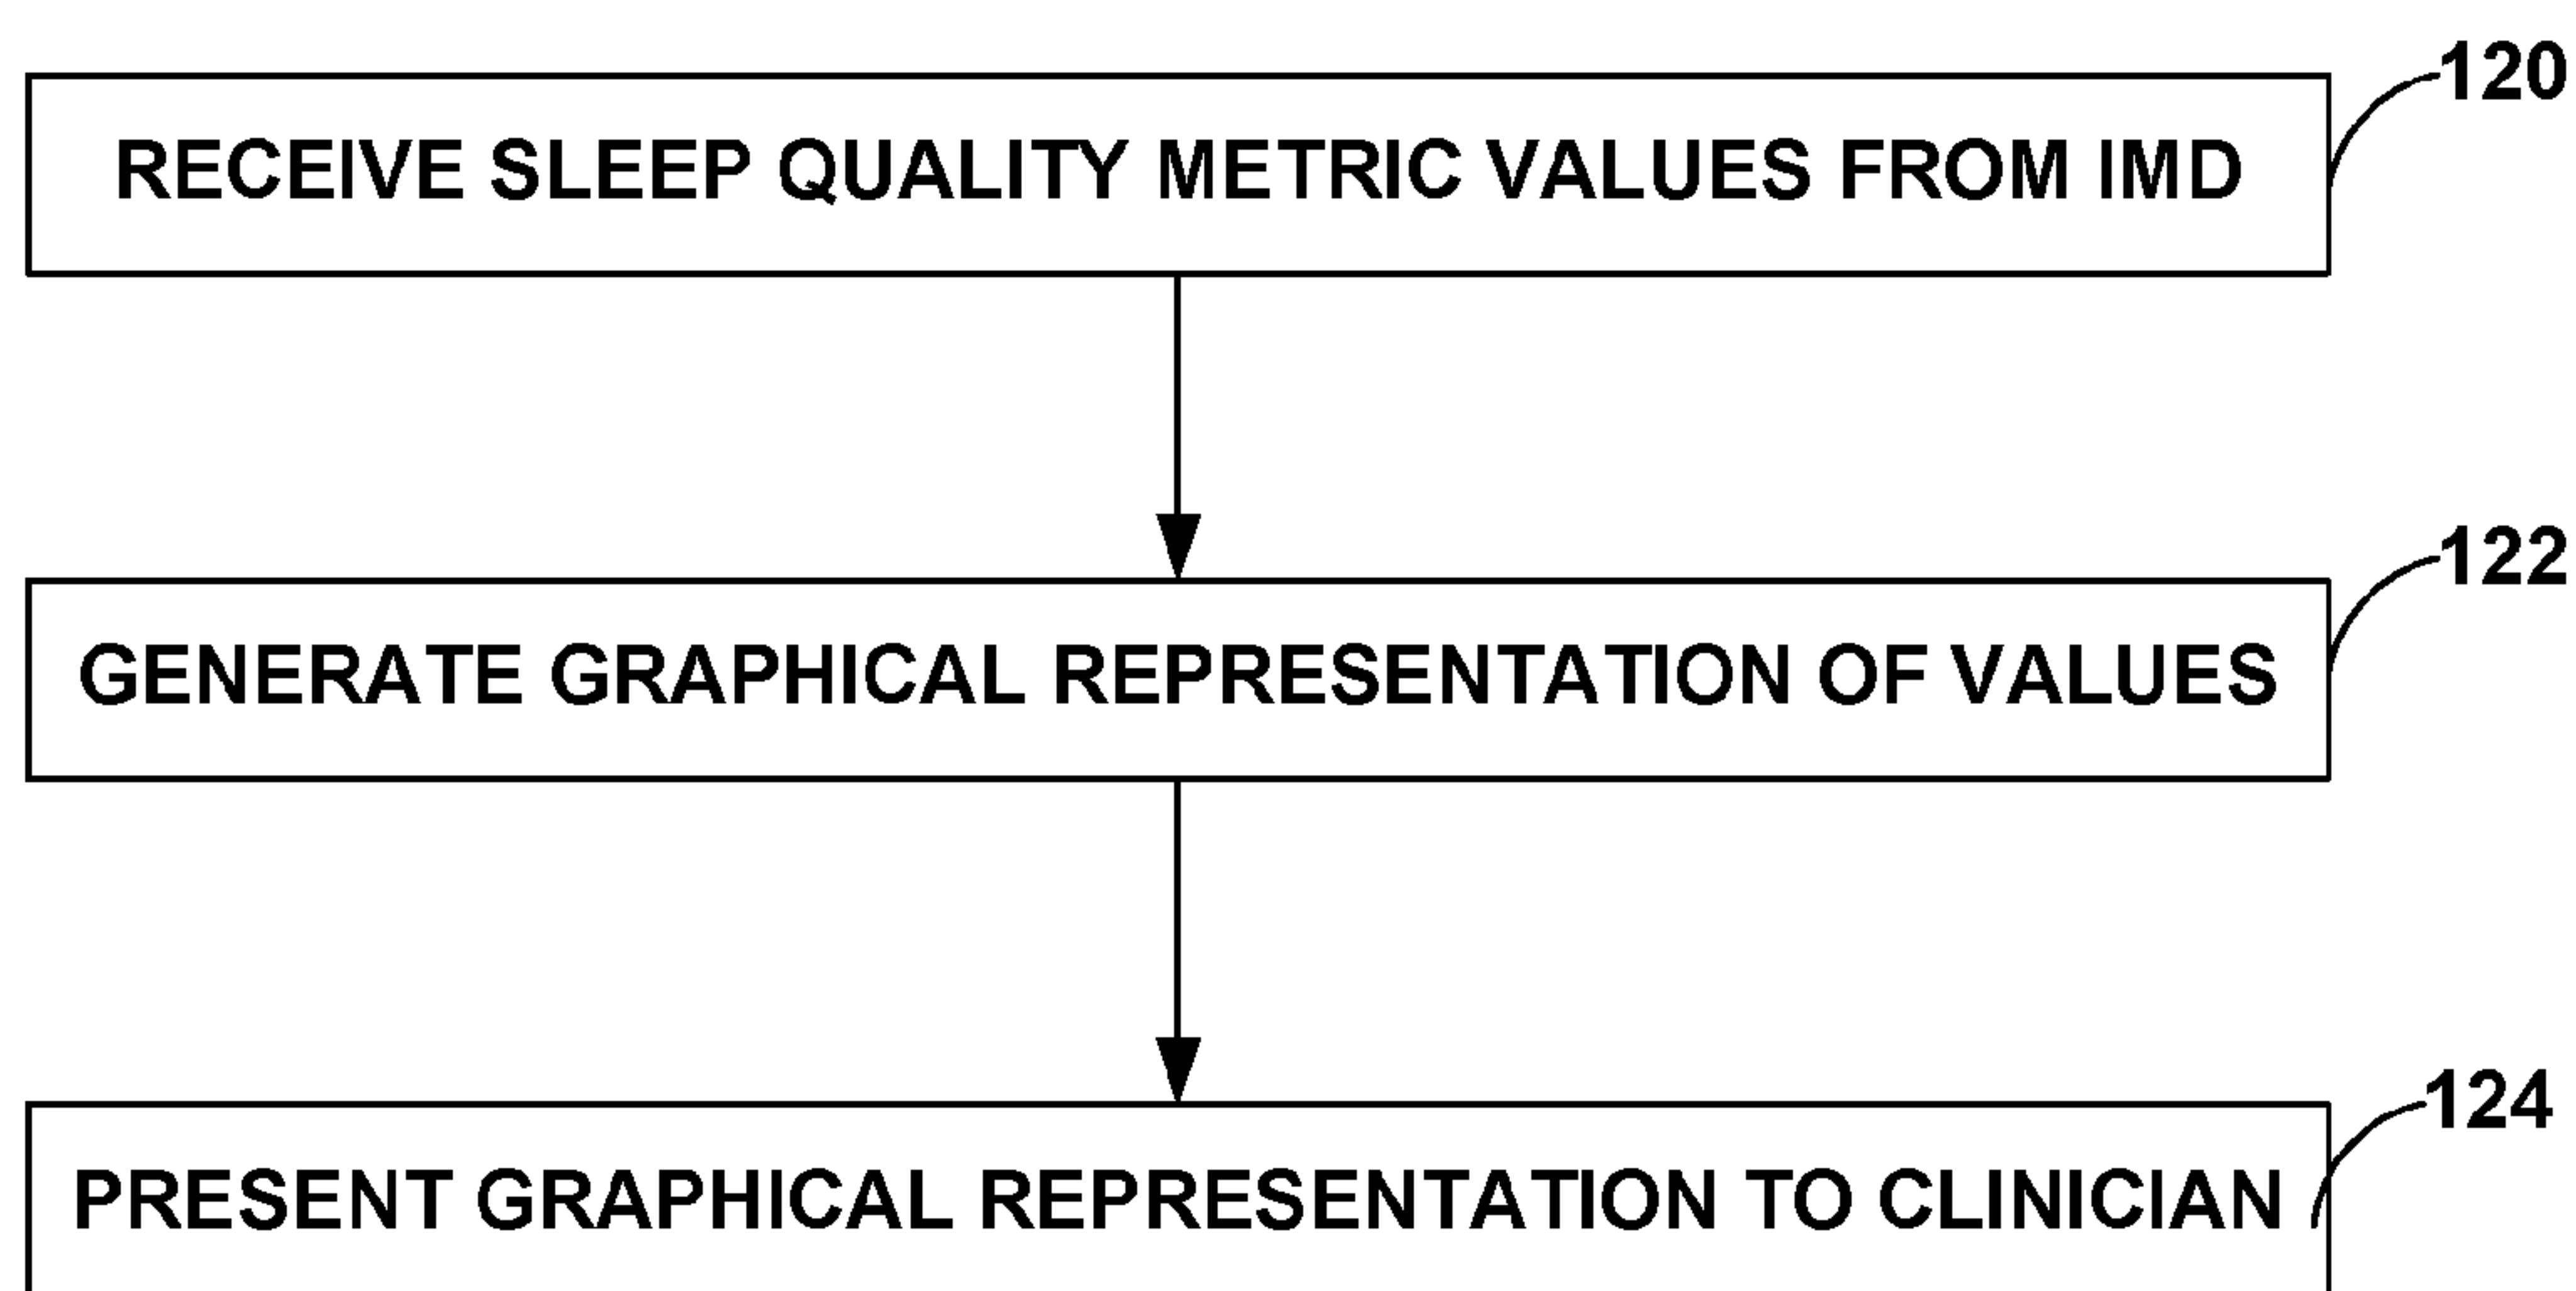 120
RECEIVE SLEEP QUALITY METRIC VALUES FROM IMD
122
GENERATE GRAPHICAL REPRESENTATION OF VALUES
124
PRESENT GRAPHICAL REPRESENTATION TO CLINICIAN